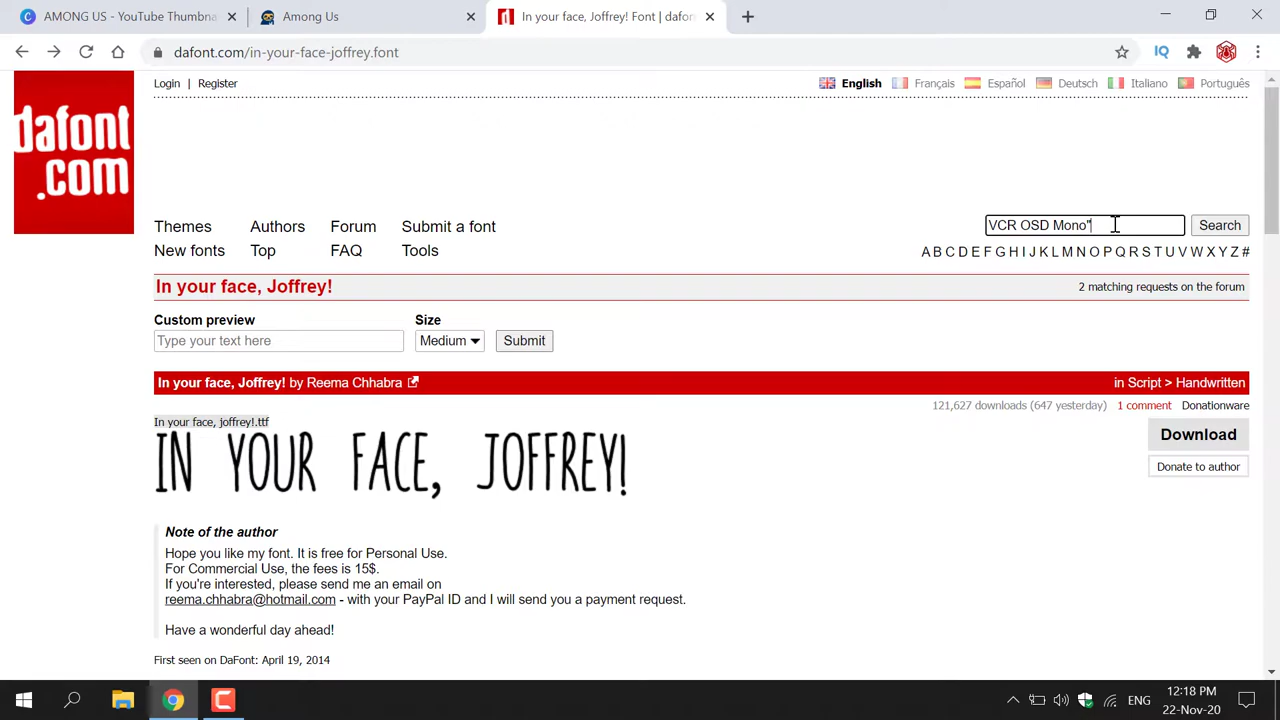 AMONG US - YouTube Thumbna
Among Us
In your face, Joffrey! Font | dafon
dafont.com/in-your-face-joffrey.font
IQ
dafont
.com
Login | Register
English
Français
Español
Deutsch
Italiano
Português
Themes
Authors
Forum
Submit a font
VCR OSD Mono"
Search
New fonts
Top
FAQ
Tools
A B C D E F G H I J K L M N O P Q R S T U V W X Y Z #
In your face, Joffrey!
2 matching requests on the forum
Custom preview
Size
Type your text here
Medium
Submit
In your face, Joffrey! by Reema Chhabra
in Script > Handwritten
121,627 downloads (647 yesterday)
1 comment
Donationware
In your face, joffrey!.ttf
IN YOUR FACE, JOFFREY!
Download
Donate to author
Note of the author
Hope you like my font. It is free for Personal Use.
For Commercial Use, the fees is 15$.
If you're interested, please send me an email on
reema.chhabra@hotmail.com - with your PayPal ID and I will send you a payment request.
Have a wonderful day ahead!
First seen on DaFont: April 19, 2014
ENG
12:18 PM
22-Nov-20